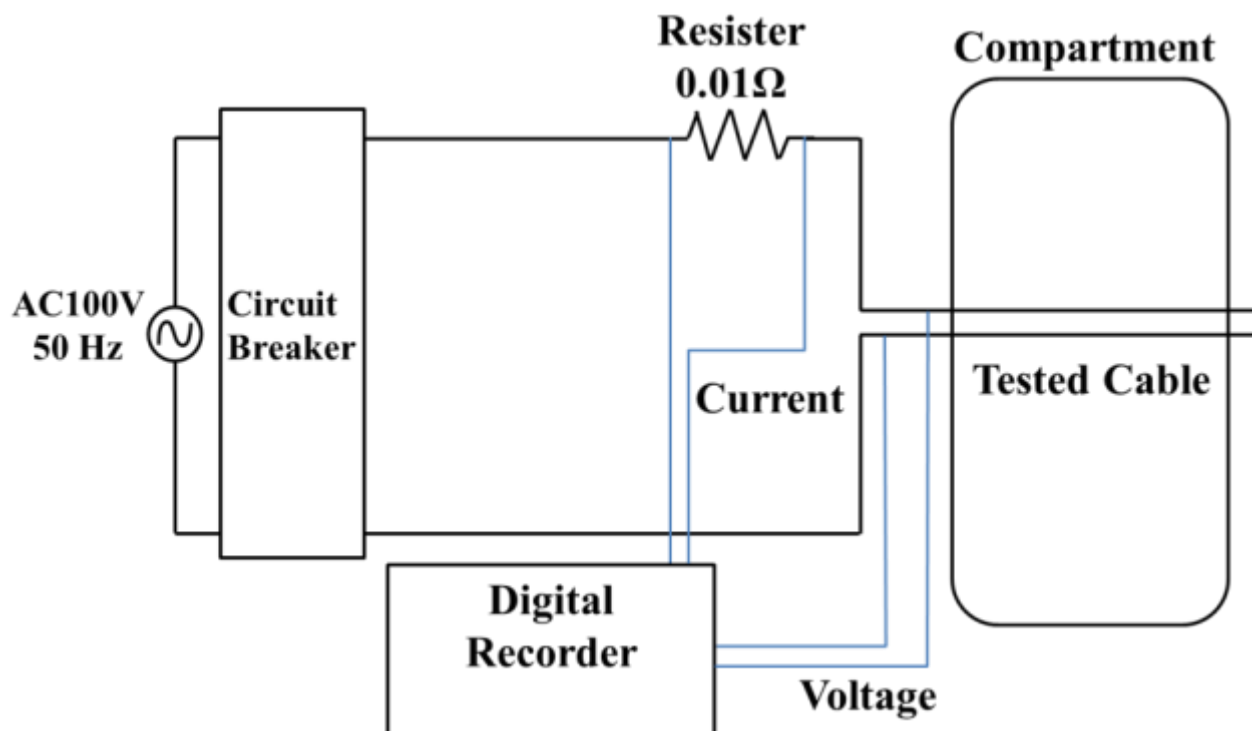 Resister
0.01Ω
Compartment
AC100V
50 Hz
Circuit
Breaker
Current
Tested Cable
Digital
Recorder
Voltage